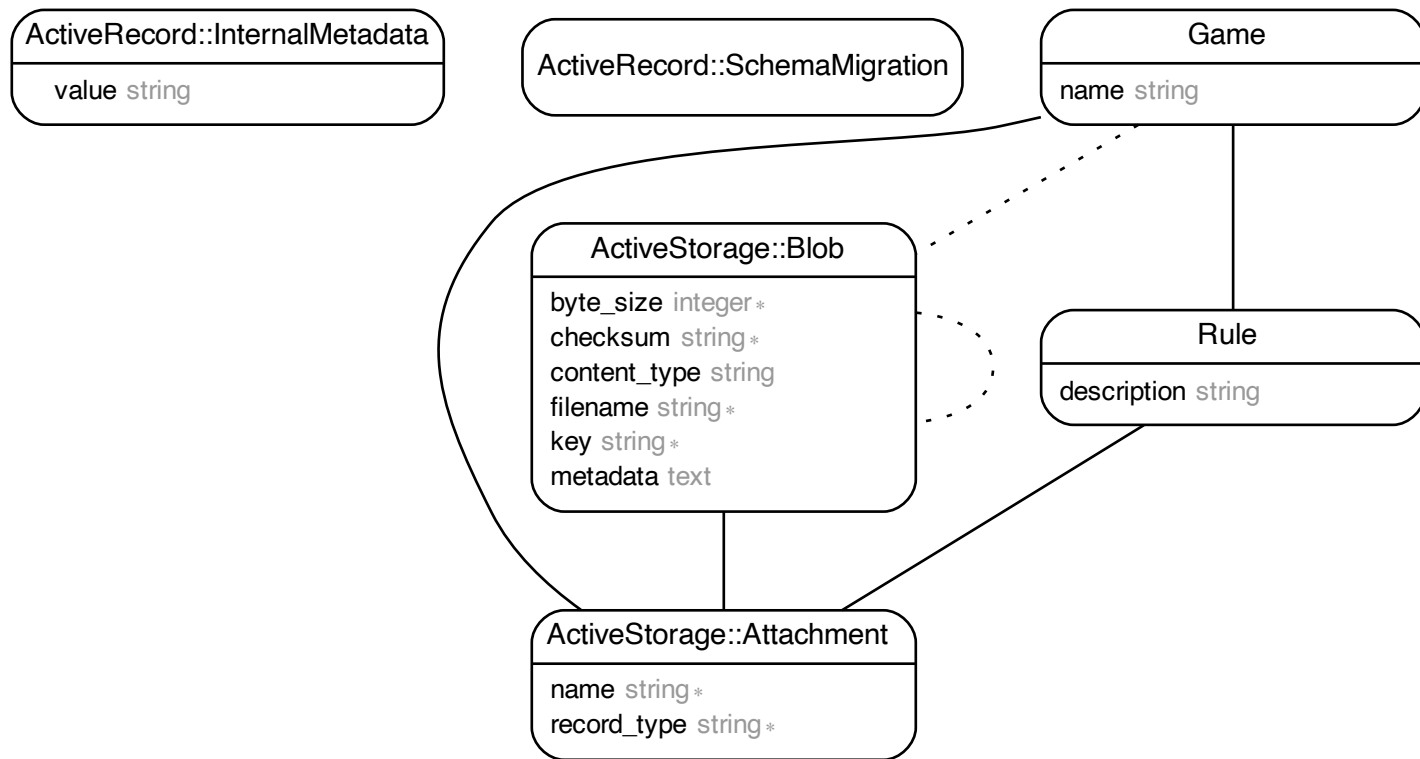 ActiveRecord::InternalMetadata
value string
ActiveRecord::SchemaMigration
Game
name string
ActiveStorage::Blob
byte_size integer *
checksum string *
content_type string
filename string *
key string *
metadata text
Rule
description string
ActiveStorage::Attachment
name string *
record_type string *